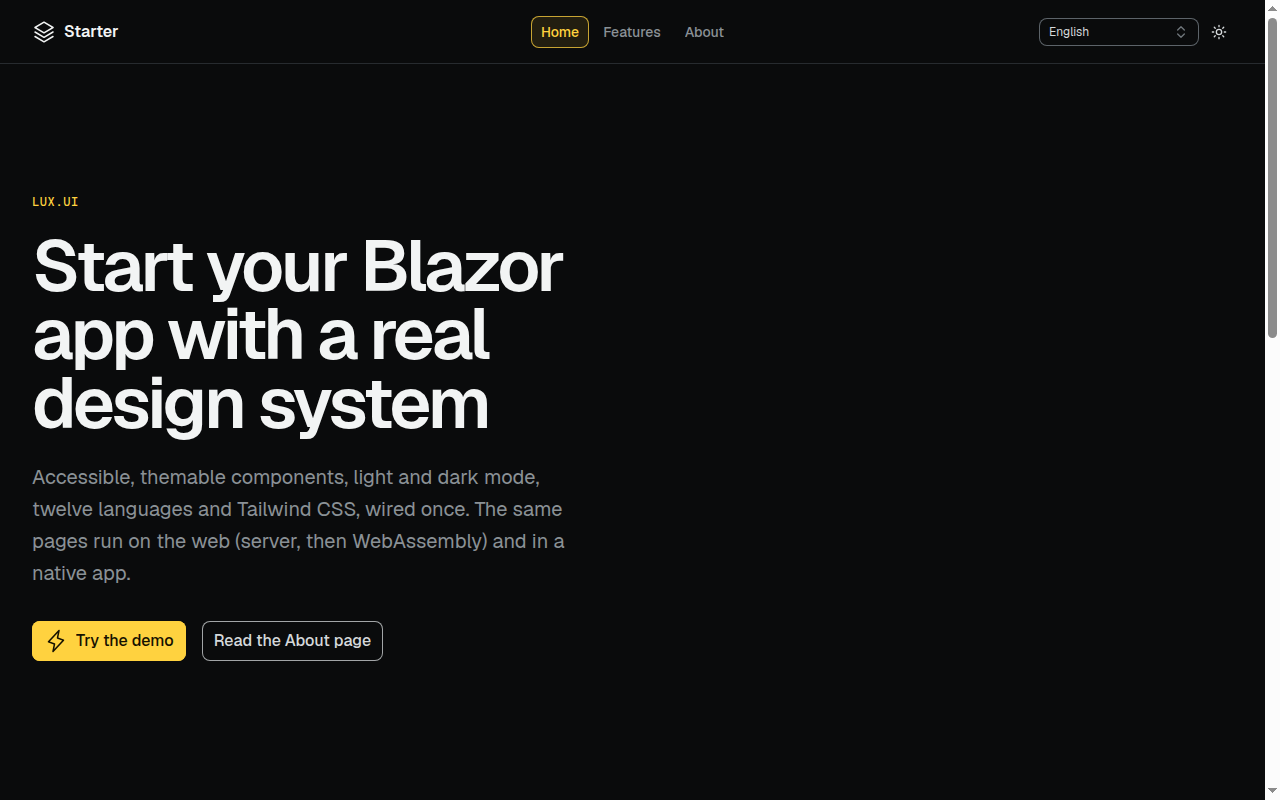 Starter
Home
Features
About
English
LUX.UI
Start your Blazor
app with a real
design system
Accessible, themable components, light and dark mode,
twelve languages and Tailwind CSS, wired once. The same
pages run on the web (server, then WebAssembly) and in a
native app.
Try the demo
Read the About page